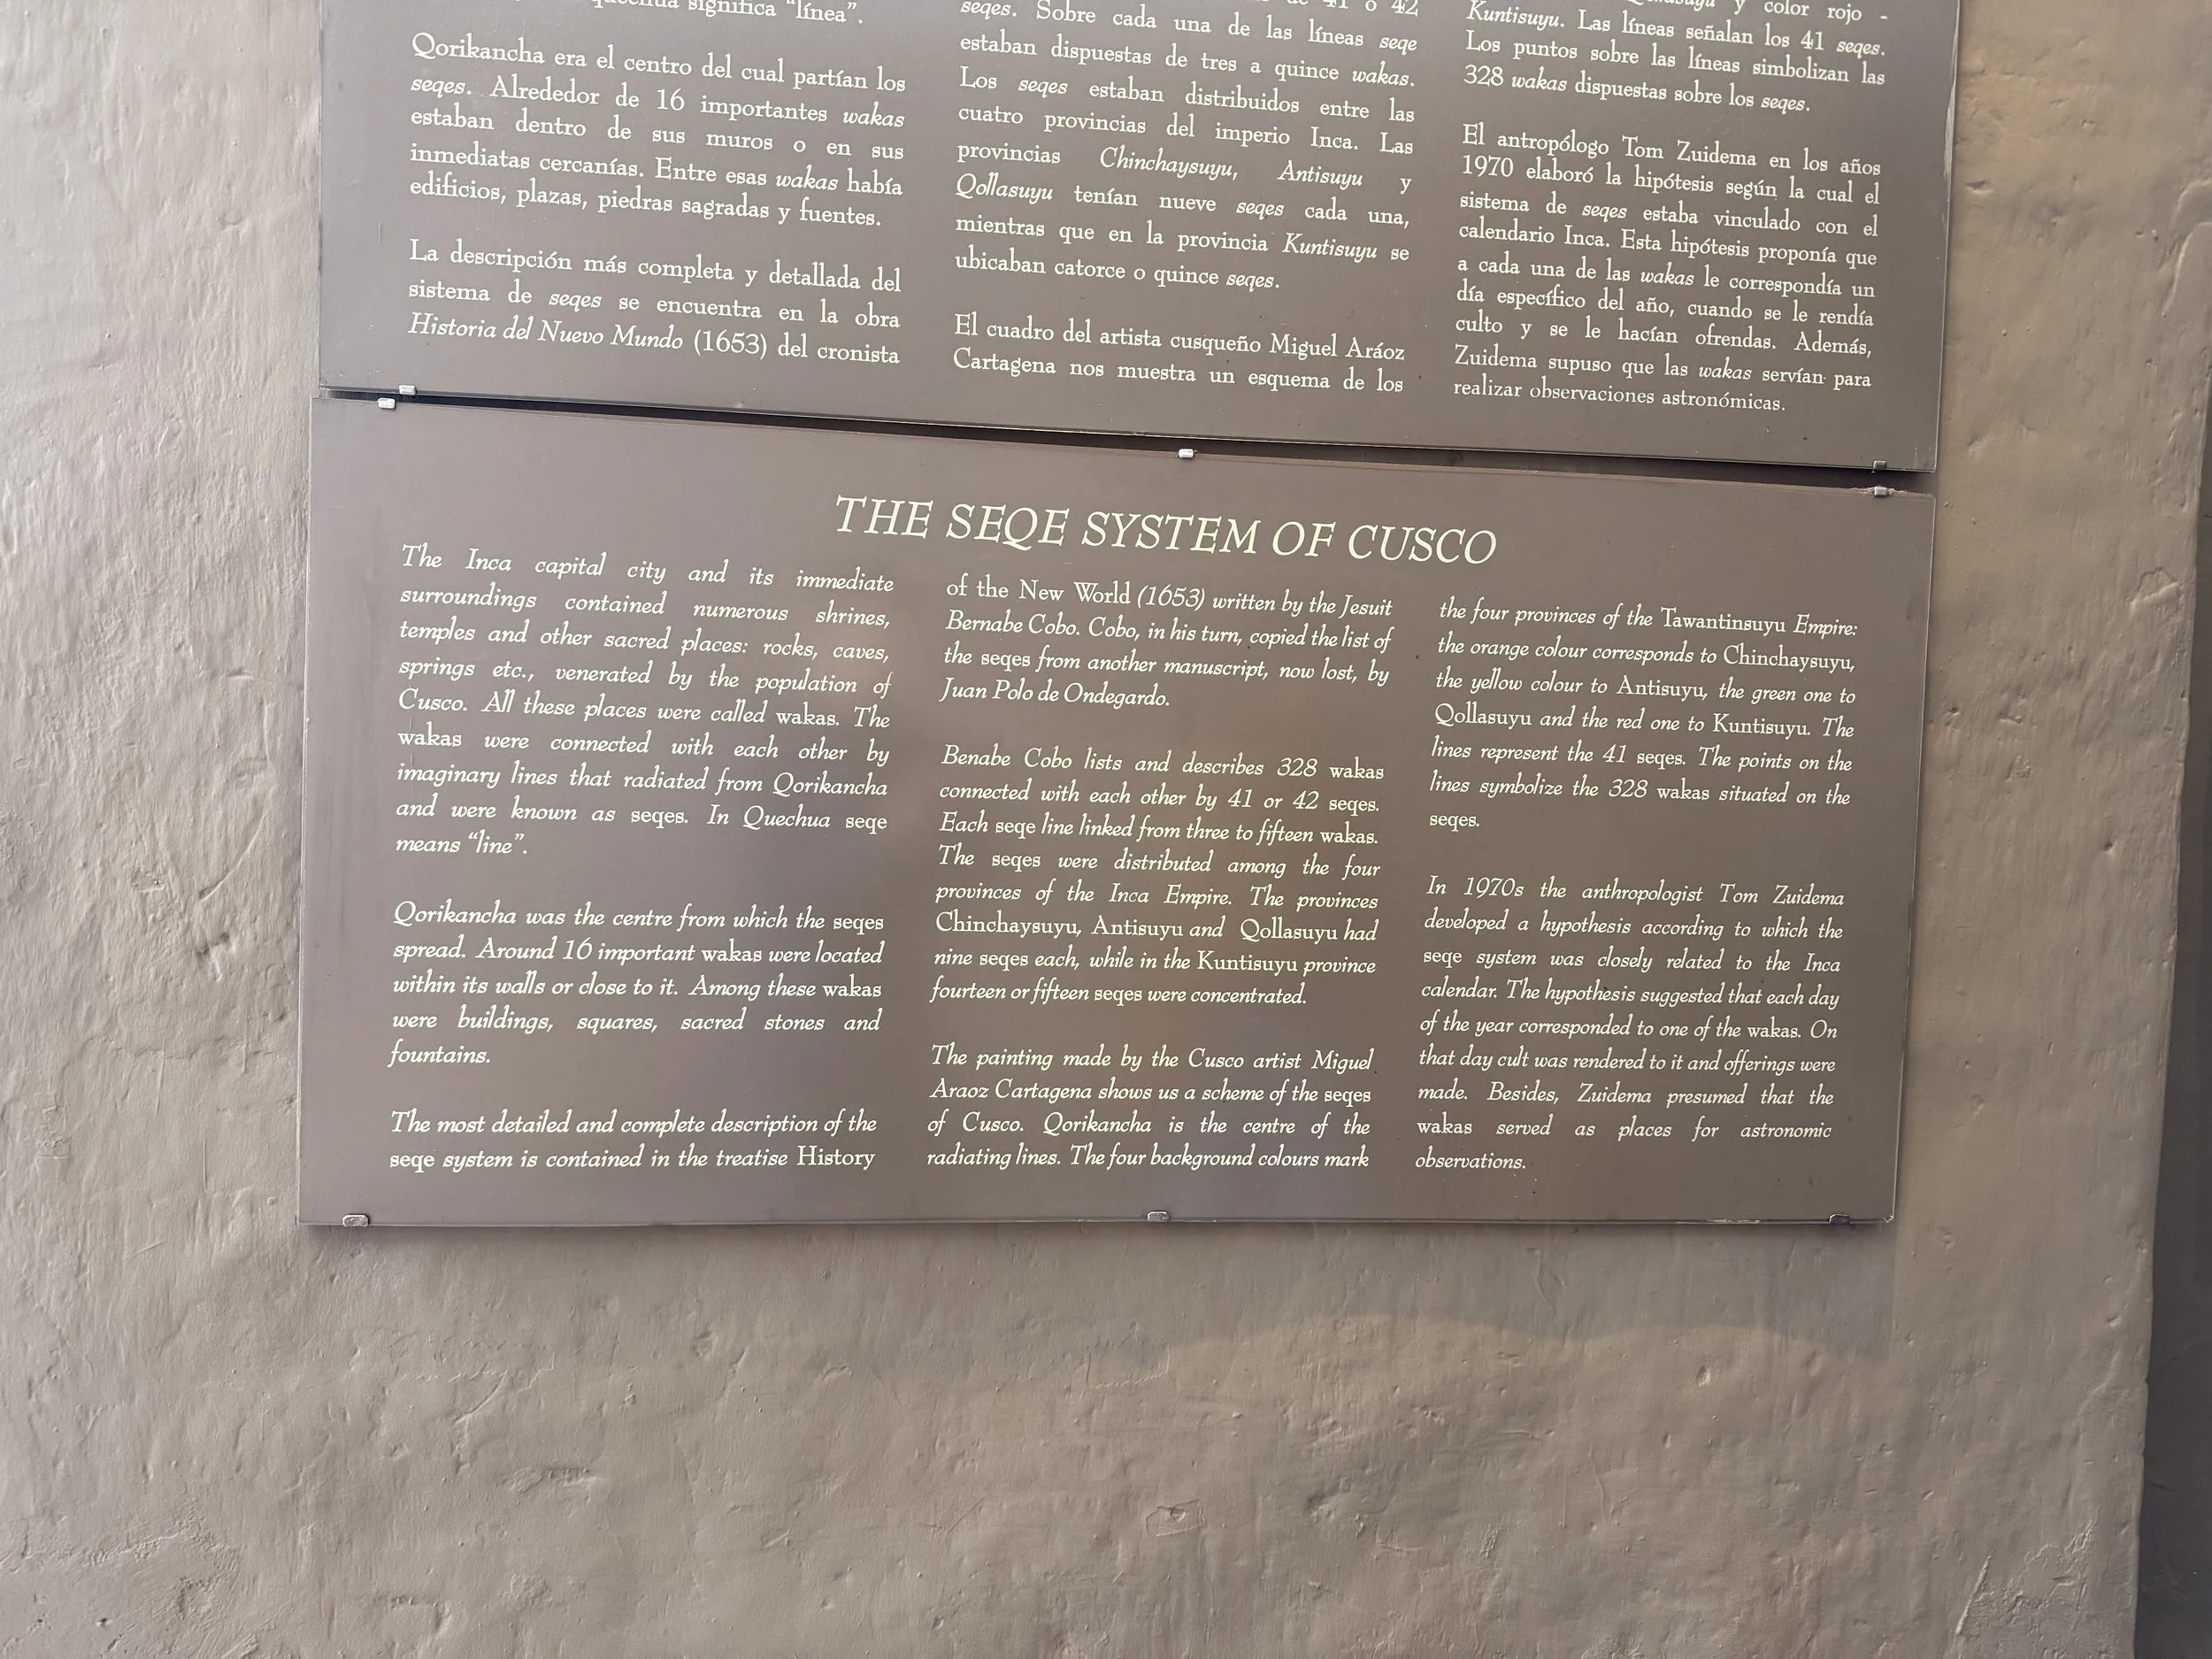 significa "línea".
Qorikancha era el centro del cual partían los
seqes. Alrededor de 16 importantes wakas
estaban dentro de sus muros o en sus
inmediatas cercanías. Entre esas wakas había
edificios, plazas, piedras sagradas y fuentes.
La descripción más completa y detallada del
sistema de seqes se encuentra en la obra
Historia del Nuevo Mundo (1653) del cronista
41 o 42
seqes. Sobre cada una de las líneas seqe
estaban dispuestas de tres a quince wakas.
Los seqes estaban distribuidos entre las
cuatro provincias del imperio Inca. Las
provincias Chinchaysuyu, Antisuyu y
Qollasuyu tenían nueve seqes cada una,
mientras que en la provincia Kuntisuyu se
ubicaban catorce o quince seqes.
El cuadro del artista cusqueño Miguel Aráoz
Cartagena nos muestra un esquema de los
y color rojo -
Kuntisuyu. Las líneas señalan los 41 seqes.
Los puntos sobre las líneas simbolizan las
328 wakas dispuestas sobre los seqes.
El antropólogo Tom Zuidema en los años
1970 elaboró la hipótesis según la cual el
sistema de seqes estaba vinculado con el
calendario Inca. Esta hipótesis proponía que
a cada una de las wakas le correspondía un
día específico del año, cuando se le rendía
culto y se le hacían ofrendas. Además,
Zuidema supuso que las wakas servían para
realizar observaciones astronómicas.
THE SEQE SYSTEM OF CUSCO
The Inca capital city and its immediate
surroundings contained numerous shrines,
temples and other sacred places: rocks, caves,
springs etc., venerated by the population of
Cusco. All these places were called wakas. The
wakas were connected with each other by
imaginary lines that radiated from Qorikancha
and were known as seqes. In Quechua seqe
means "line".
Qorikancha was the centre from which the seqes
spread. Around 16 important wakas were located
within its walls or close to it. Among these wakas
were buildings, squares, sacred stones and
fountains.
The most detailed and complete description of the
seqe system is contained in the treatise History
of the New World (1653) written by the Jesuit
Bernabe Cobo. Cobo, in his turn, copied the list of
the seqes from another manuscript, now lost, by
Juan Polo de Ondegardo.
Benabe Cobo lists and describes 328 wakas
connected with each other by 41 or 42 seqes.
Each seqe line linked from three to fifteen wakas.
The seqes were distributed among the four
provinces of the Inca Empire. The provinces
Chinchaysuyu, Antisuyu and Qollasuyu had
nine seqes each, while in the Kuntisuyu province
fourteen or fifteen seqes were concentrated.
The painting made by the Cusco artist Miguel
Araoz Cartagena shows us a scheme of the seqes
of Cusco. Qorikancha is the centre of the
radiating lines. The four background colours mark
the four provinces of the Tawantinsuyu Empire:
the orange colour corresponds to Chinchaysuyu,
the yellow colour to Antisuyu, the green one to
Qollasuyu and the red one to Kuntisuyu. The
lines represent the 41 seqes. The points on the
lines symbolize the 328 wakas situated on the
seqes.
In 1970s the anthropologist Tom Zuidema
developed a hypothesis according to which the
seqe system was closely related to the Inca
calendar. The hypothesis suggested that each day
of the year corresponded to one of the wakas. On
that day cult was rendered to it and offerings were
made. Besides, Zuidema presumed that the
wakas served as places for astronomic
observations.